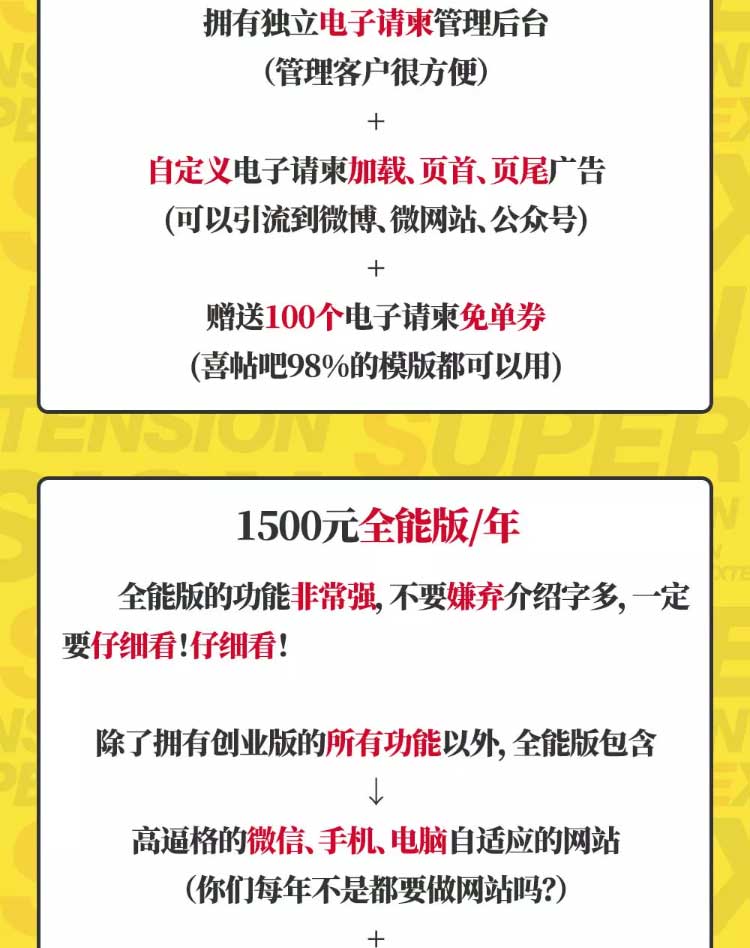 拥有独立电子请柬管理后台
(管理客户很方便)
+
自定义电子请柬加载、页首、页尾广告
(可以引流到微博、微网站、公众号)
+
赠送100个电子请柬免单券
(喜帖吧98%的模版都可以用)
TENSION SUPER
1500元全能版/年
全能版的功能非常强, 不要嫌弃介绍字多, 一定
要仔细看!仔细看!
除了拥有创业版的所有功能以外, 全能版包含
↓
高逼格的微信、手机、电脑自适应的网站
(你们每年不是都要做网站吗?)
+